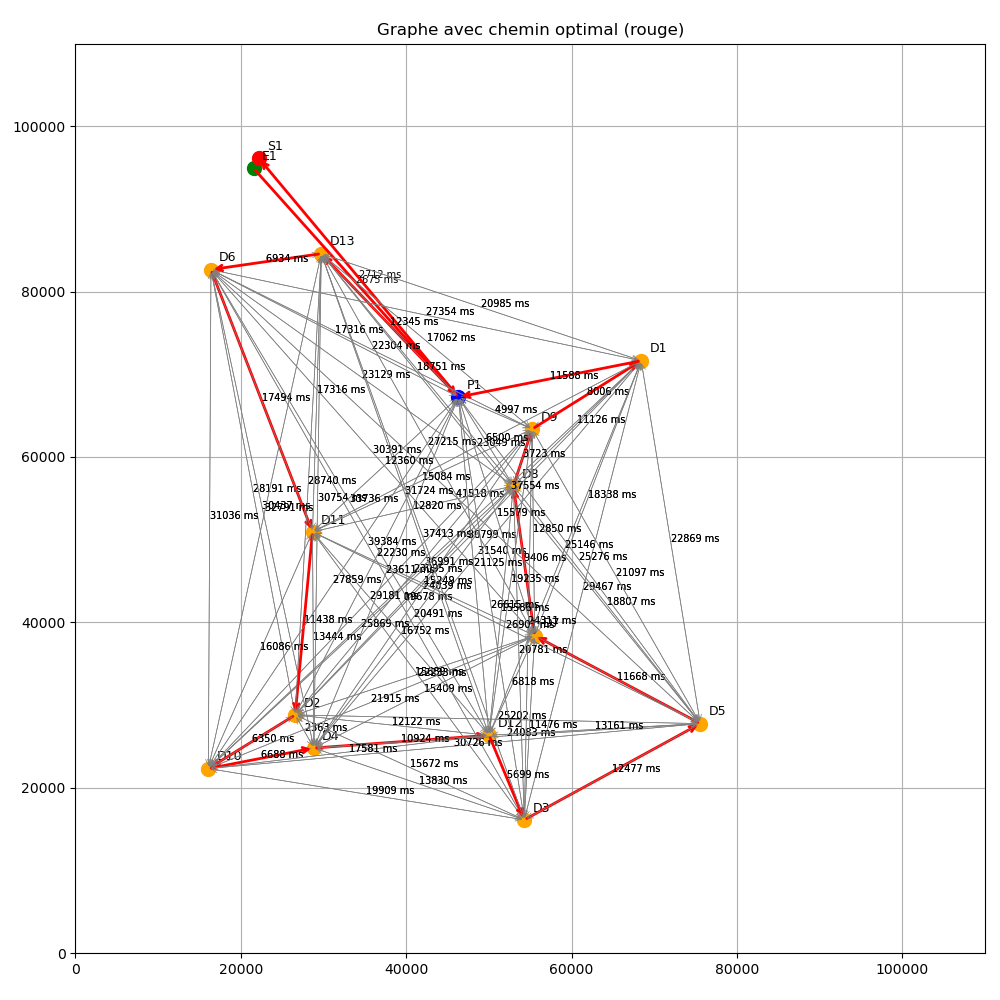 Graphe avec chemin optimal (rouge)
100000
80000
60000
40000
20000
0
S1
E1
D13
D6
D1
P1
D9
D8
D11
D2
D4
D10
D12
D3
D5
6934 ms
2712 ms
2675 ms
20985 ms
27354 ms
12345 ms
17316 ms
17062 ms
22304 ms
18751 ms
23129 ms
11588 ms
8006 ms
17316 ms
17494 ms
4997 ms
11126 ms
27215 ms
6500 ms
23049 ms
3723 ms
30391 ms
12360 ms
15084 ms
28740 ms
37554 ms
28191 ms
31724 ms
41518 ms
18338 ms
12820 ms
31036 ms
15579 ms
12850 ms
37413 ms
39384 ms
22230 ms
31540 ms
25146 ms
22869 ms
9406 ms
25276 ms
21125 ms
27859 ms
19235 ms
21097 ms
29467 ms
29181 ms
18807 ms
20491 ms
11438 ms
25869 ms
16752 ms
13444 ms
16086 ms
20781 ms
15409 ms
6818 ms
11668 ms
21915 ms
25202 ms
12122 ms
11476 ms
13161 ms
2363 ms
24083 ms
6350 ms
10924 ms
30726 ms
6688 ms
17581 ms
15672 ms
5699 ms
12477 ms
13830 ms
19909 ms
0
20000
40000
60000
80000
100000